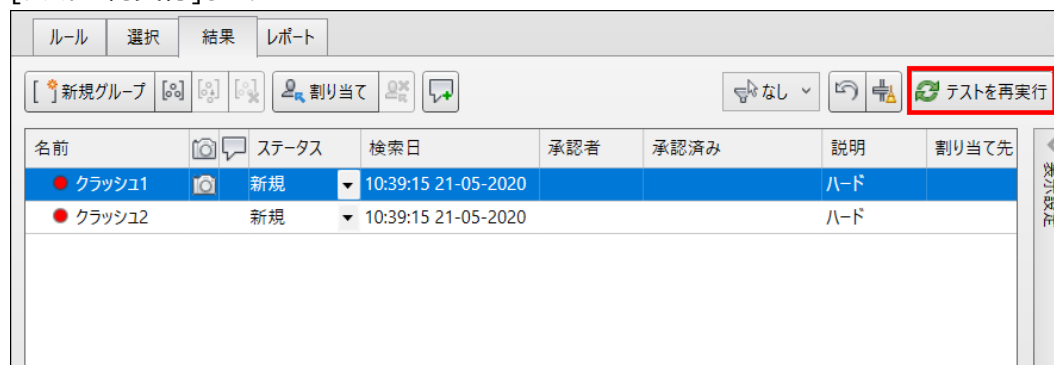 ルール 選択 結果 レポート
新規グループ 割り当て なし テストを再実行
名前 ステータス 検索日 承認者 承認済み 説明 割り当て先
クラッシュ1 新規 10:39:15 21-05-2020 ハード
クラッシュ2 新規 10:39:15 21-05-2020 ハード
表示設定